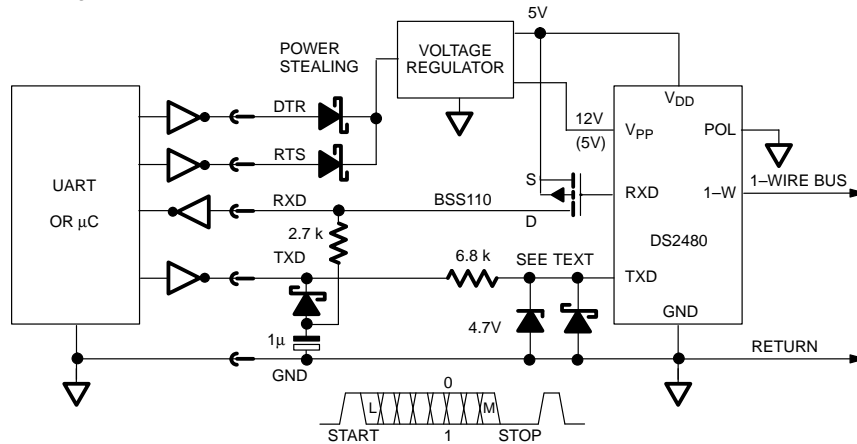 5V
POWER
STEALING
VOLTAGE
REGULATOR
DTR
VDD
12V
(5V)
VPP
POL
RTS
UART
OR µC
S
RXD
1–W
1–WIRE BUS
RXD
BSS110
D
2.7 k
DS2480
TXD
6.8 k
SEE TEXT
TXD
1µ
4.7V
GND
GND
RETURN
0
L
M
START
1
STOP